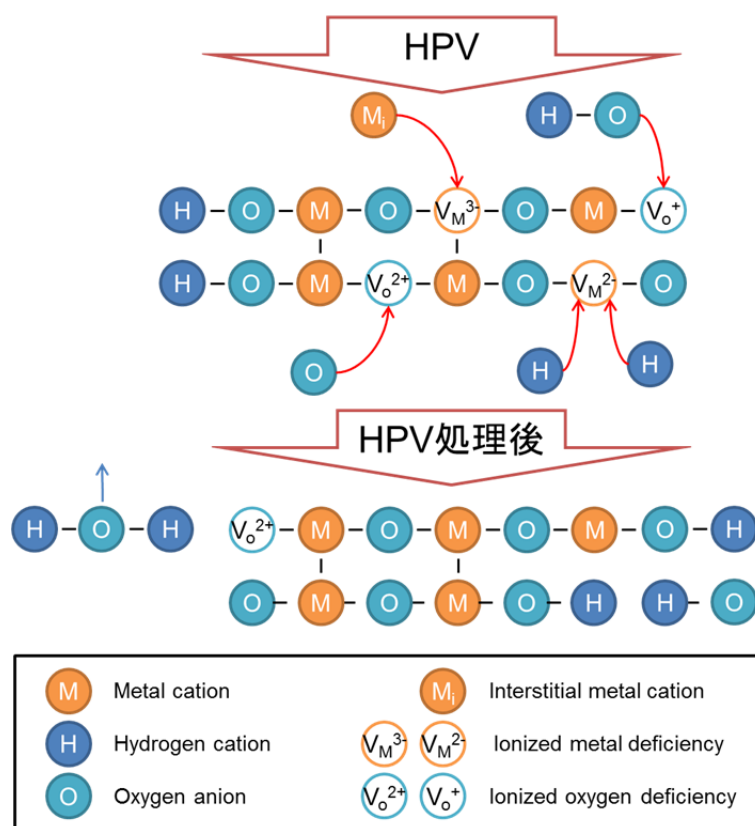 HPV
Mi H O
H O M O VM3- O M Vo+
H O M Vo2+ M O VM2- O
O H H
HPV処理後
H O H Vo2+ M O M O M O H
O M O M O H H O
M Metal cation Mi Interstitial metal cation
H Hydrogen cation VM3- VM2- Ionized metal deficiency
O Oxygen anion Vo2+ Vo+ Ionized oxygen deficiency